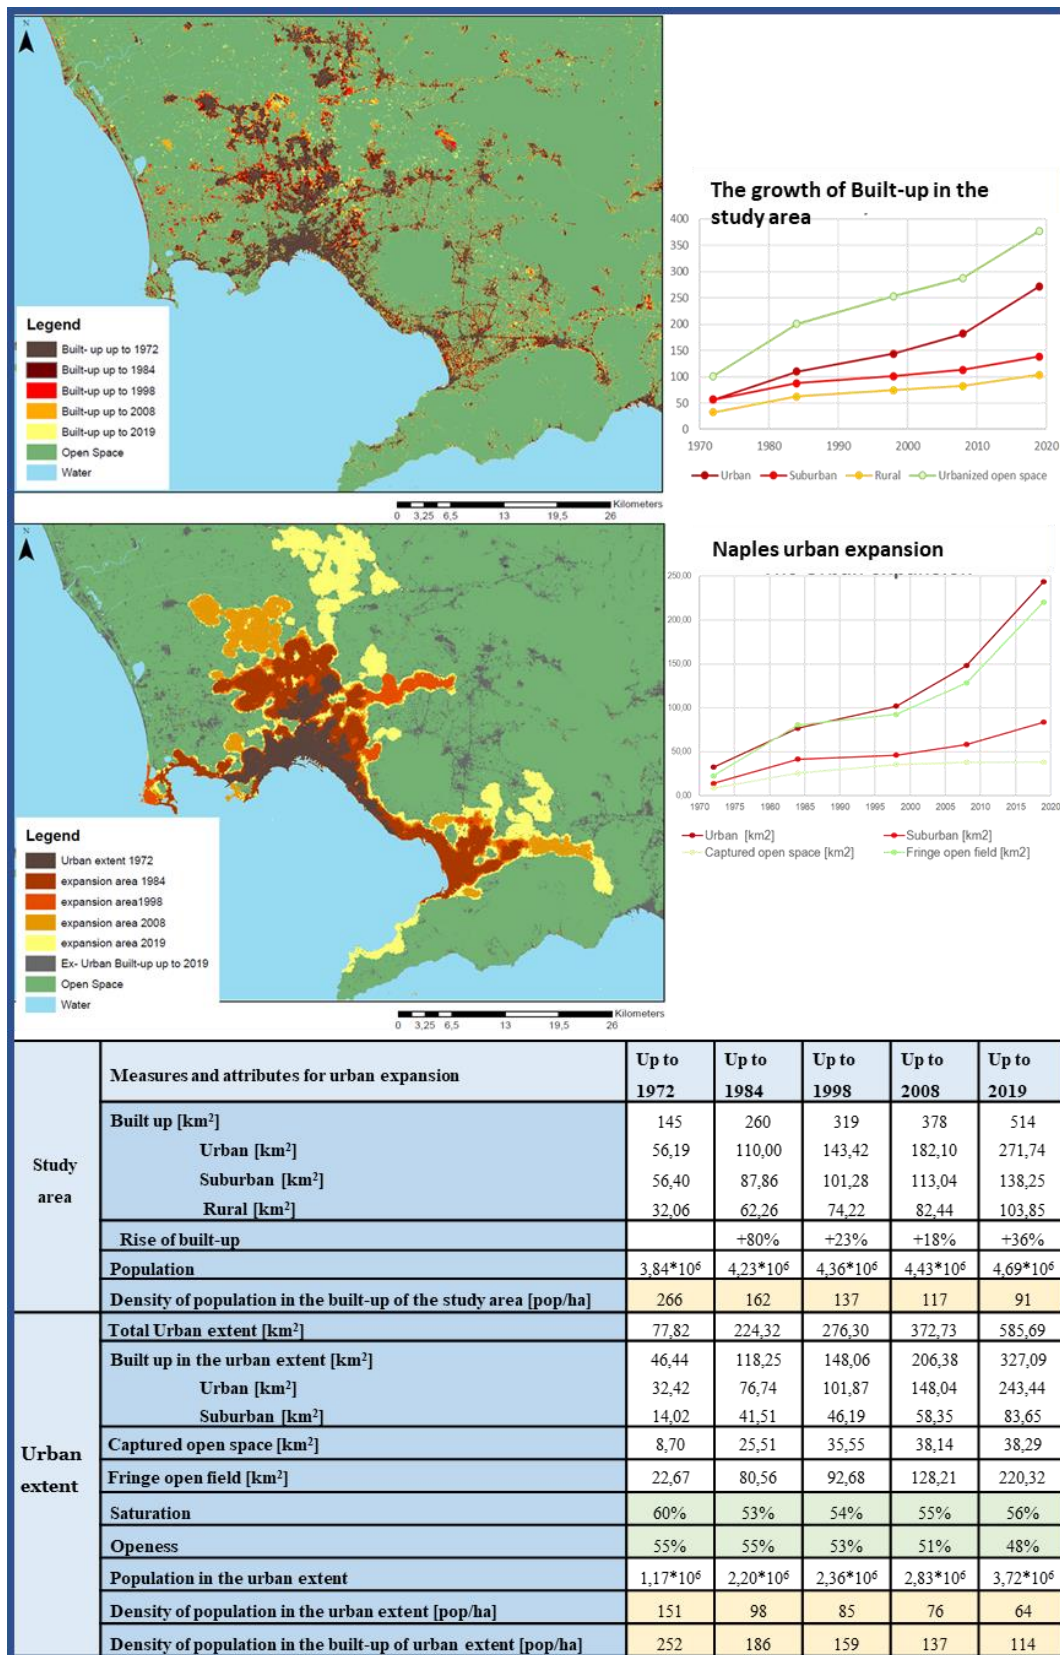 N
Legend
Built- up up to 1972
Built-up up to 1984
Built-up up to 1998
Built-up up to 2008
Built-up up to 2019
Open Space
Water
Kilometers
0 3,25 6,5 13 19,5 26
The growth of Built-up in the
study area
400
350
300
250
200
150
100
50
0
1970 1980 1990 2000 2010 2020
Urban Suburban Rural Urbanized open space
N
Legend
Urban extent 1972
expansion area 1984
expansion area1998
expansion area 2008
expansion area 2019
Ex- Urban Built-up up to 2019
Open Space
Water
Kilometers
0 3,25 6,5 13 19,5 26
Naples urban expansion
250,00
200,00
150,00
100,00
50,00
0,00
1970 1975 1980 1985 1990 1995 2000 2005 2010 2015 2020
Urban [km2] Suburban [km2]
Captured open space [km2] Fringe open field [km2]
Measures and attributes for urban expansion Up to 1972 Up to 1984 Up to 1998 Up to 2008 Up to 2019
Study area
Built up [km²] 145 260 319 378 514
Urban [km²] 56,19 110,00 143,42 182,10 271,74
Suburban [km²] 56,40 87,86 101,28 113,04 138,25
Rural [km²] 32,06 62,26 74,22 82,44 103,85
Rise of built-up +80% +23% +18% +36%
Population 3,84*10⁶ 4,23*10⁶ 4,36*10⁶ 4,43*10⁶ 4,69*10⁶
Density of population in the built-up of the study area [pop/ha] 266 162 137 117 91
Urban extent
Total Urban extent [km²] 77,82 224,32 276,30 372,73 585,69
Built up in the urban extent [km²] 46,44 118,25 148,06 206,38 327,09
Urban [km²] 32,42 76,74 101,87 148,04 243,44
Suburban [km²] 14,02 41,51 46,19 58,35 83,65
Captured open space [km²] 8,70 25,51 35,55 38,14 38,29
Fringe open field [km²] 22,67 80,56 92,68 128,21 220,32
Saturation 60% 53% 54% 55% 56%
Openess 55% 55% 53% 51% 48%
Population in the urban extent 1,17*10⁶ 2,20*10⁶ 2,36*10⁶ 2,83*10⁶ 3,72*10⁶
Density of population in the urban extent [pop/ha] 151 98 85 76 64
Density of population in the built-up of urban extent [pop/ha] 252 186 159 137 114